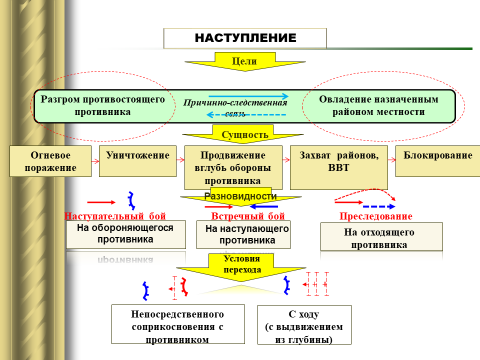 НАСТУПЛЕНИЕ
Цели
Разгром противостоящего
противника
Причинно-следственная
связь
Овладение назначенным
районом местности
Сущность
Огневое
поражение
Уничтожение
Продвижение
вглубь обороны
противника
Захват районов,
ВВТ
Блокирование
Разновидности
Наступательный бой
Встречный бой
Преследование
На обороняющегося
противника
На наступающего
противника
На отходящего
противника
Условия
перехода
Непосредственного
соприкосновения с
противником
С ходу
(с выдвижением
из глубины)